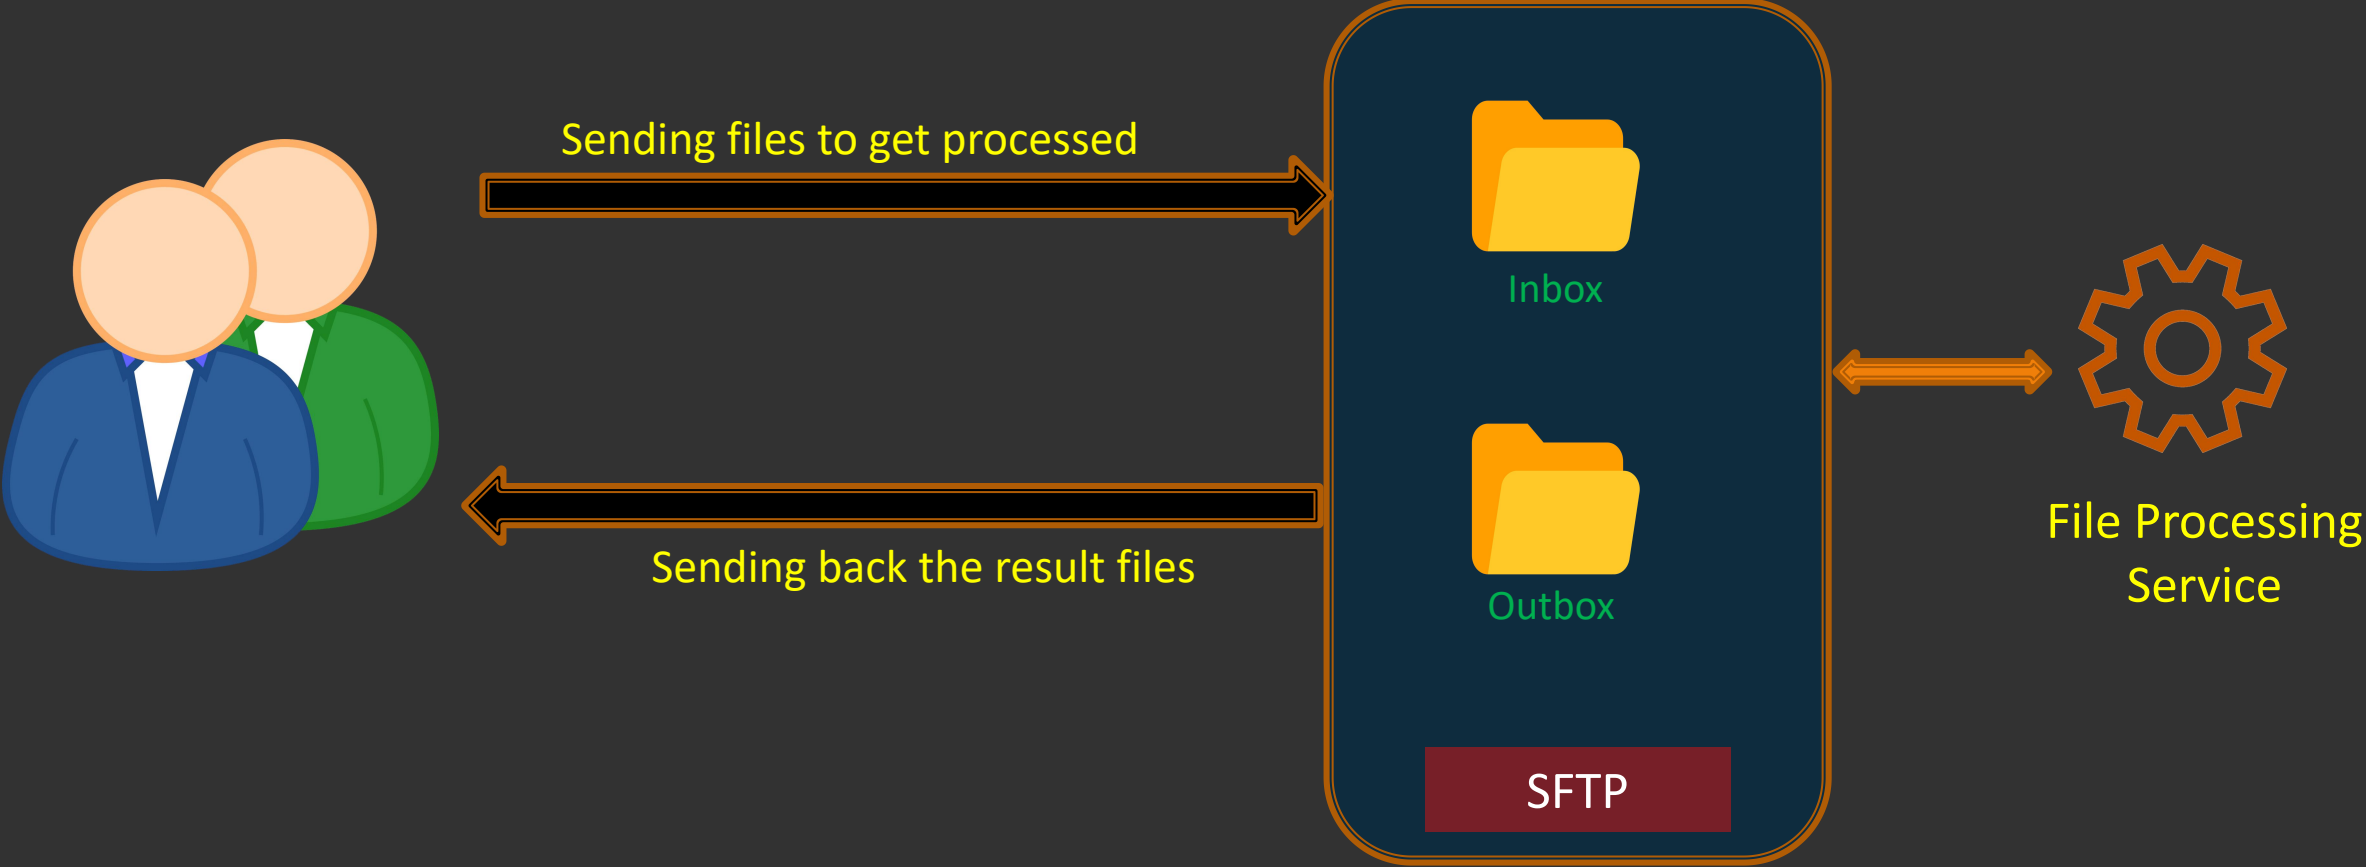 Sending files to get processed
Inbox
Sending back the result files
Outbox
File Processing
Service
SFTP